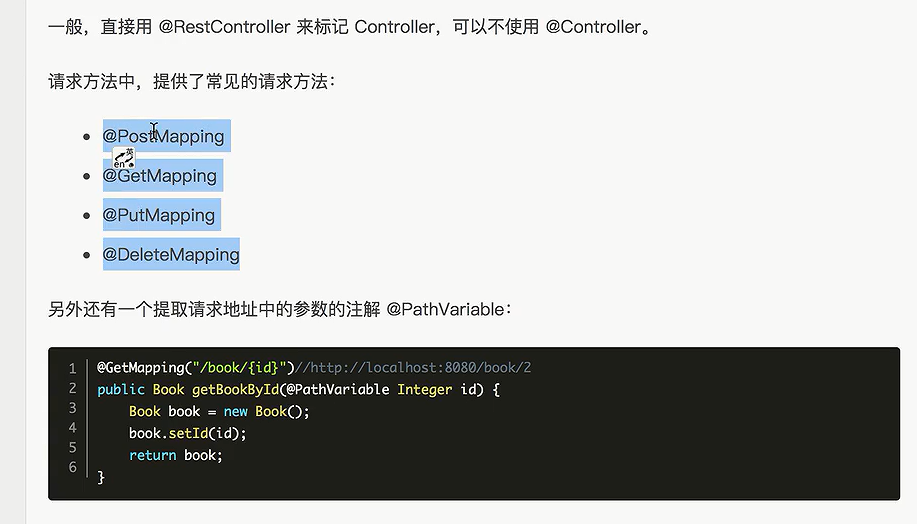 一般，直接用 @RestController 来标记 Controller，可以不使用 @Controller。
请求方法中，提供了常见的请求方法：
@PostMapping
英
en
@GetMapping
@PutMapping
@DeleteMapping
另外还有一个提取请求地址中的参数的注解 @PathVariable：
1 @GetMapping("/book/{id}")//http://localhost:8080/book/2
2 public Book getBookById(@PathVariable Integer id) {
3 Book book = new Book();
4 book.setId(id);
5 return book;
6 }